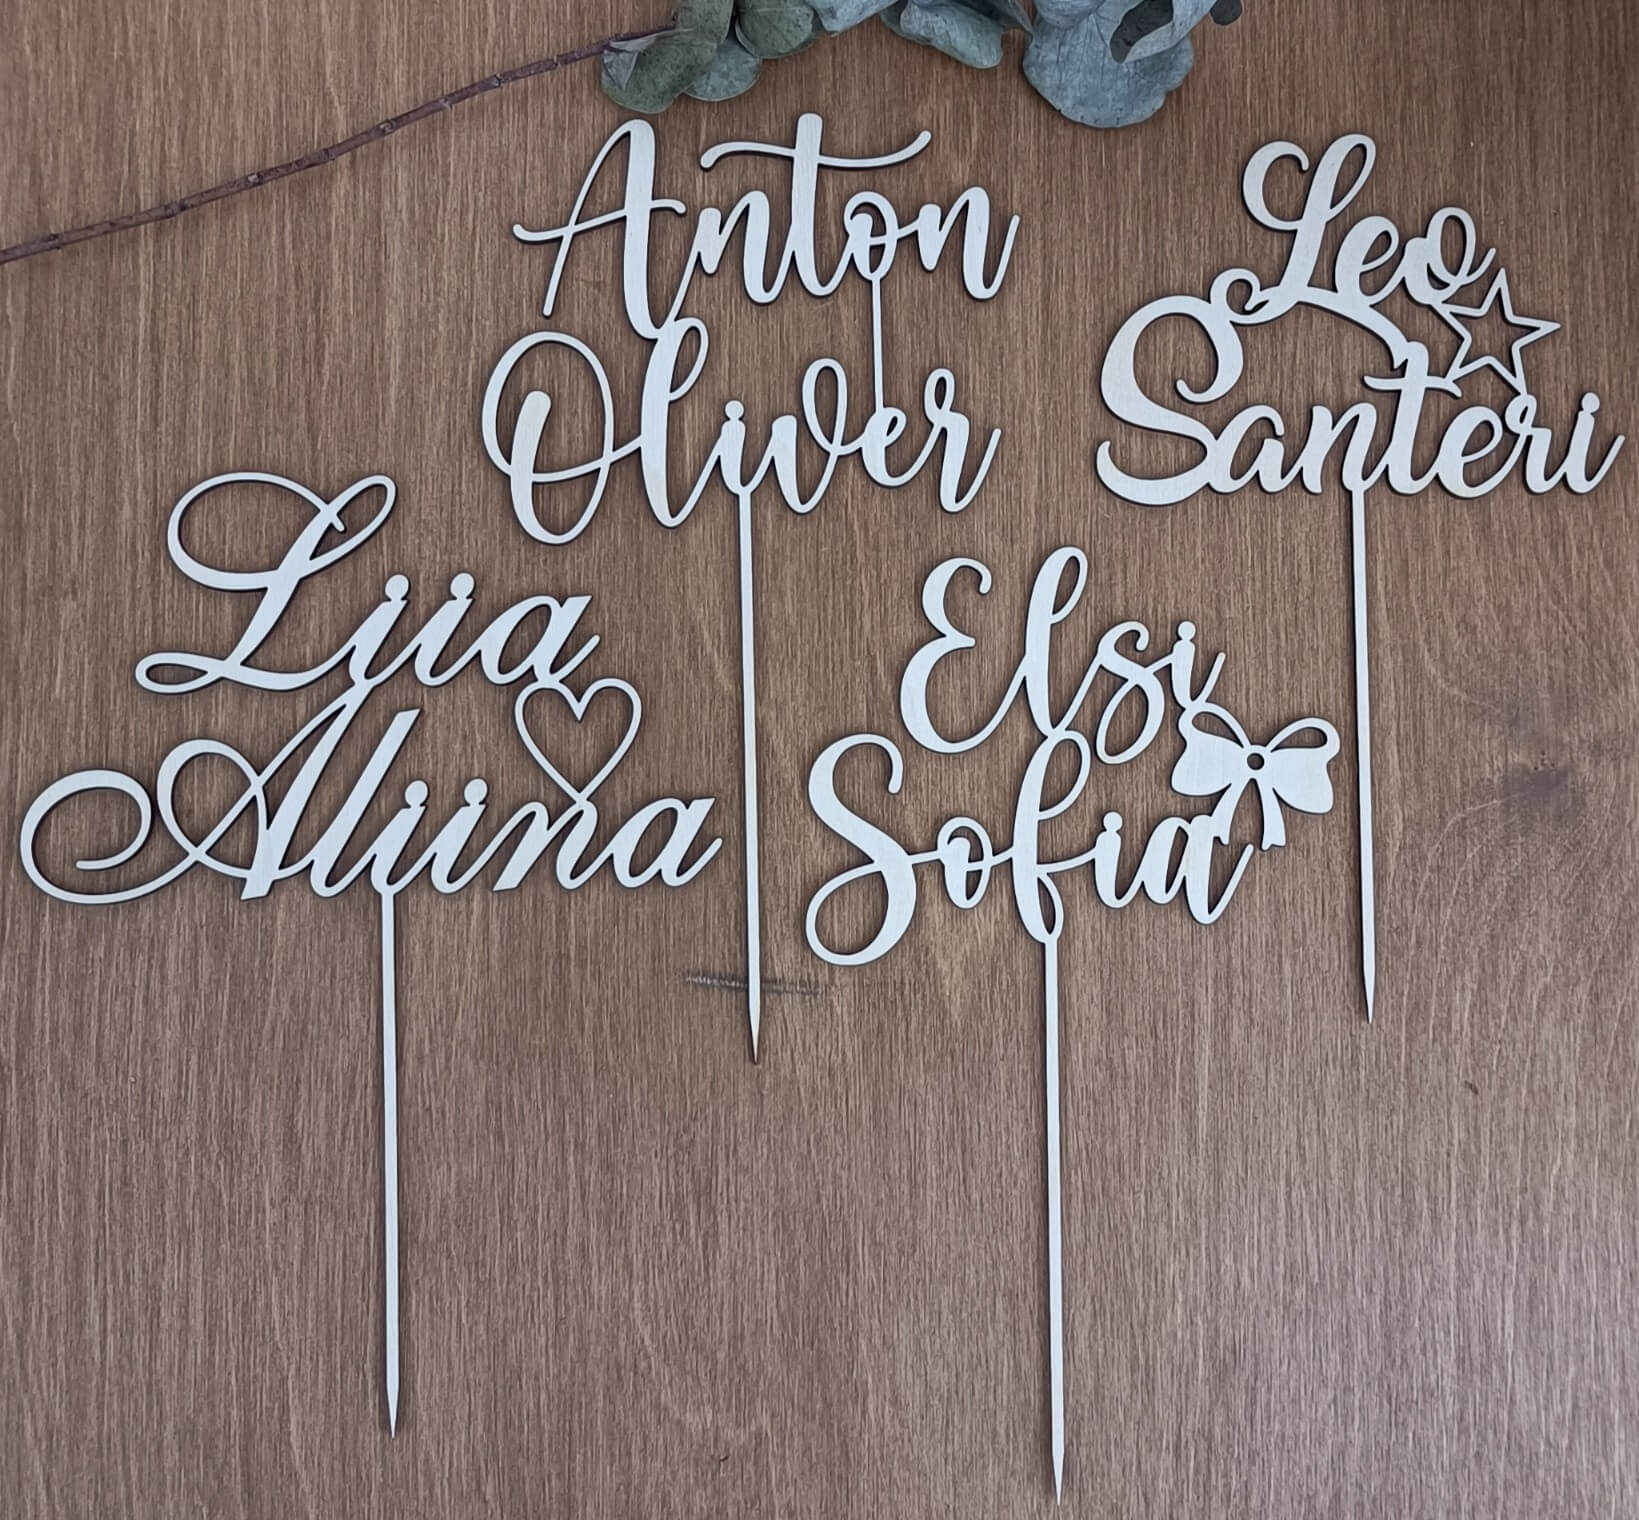 Anton
Oliver
Leo
Santeri
Liia
Aliina
Elsi
Sofia